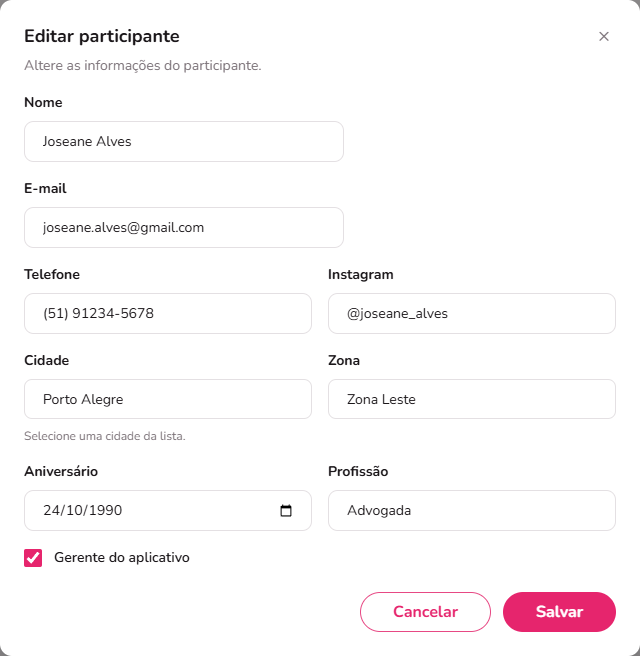 Editar participante
×
Altere as informações do participante.
Nome
Joseane Alves
E-mail
joseane.alves@gmail.com
Telefone
Instagram
(51) 91234-5678
@joseane_alves
Cidade
Zona
Porto Alegre
Zona Leste
Selecione uma cidade da lista.
Aniversário
Profissão
24/10/1990
Advogada
Gerente do aplicativo
Cancelar
Salvar